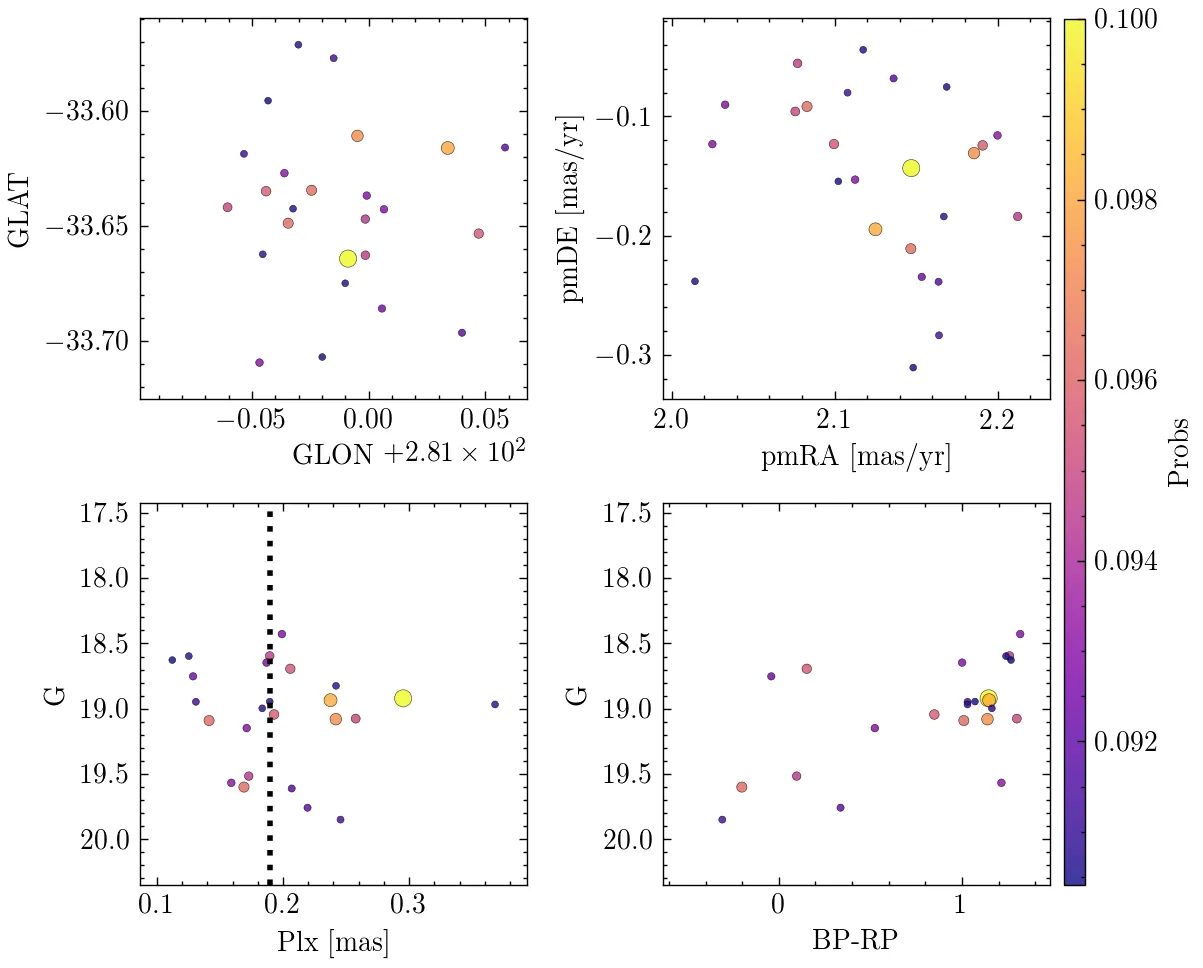 GLAT
−33.60
−33.65
−33.70
−0.05 0.00 0.05
GLON +2.81 × 10²
pmDE [mas/yr]
−0.1
−0.2
−0.3
2.0 2.1 2.2
pmRA [mas/yr]
G
17.5
18.0
18.5
19.0
19.5
20.0
0.1 0.2 0.3
Plx [mas]
G
17.5
18.0
18.5
19.0
19.5
20.0
0 1
BP-RP
0.100
0.098
0.096
0.094
0.092
Probs